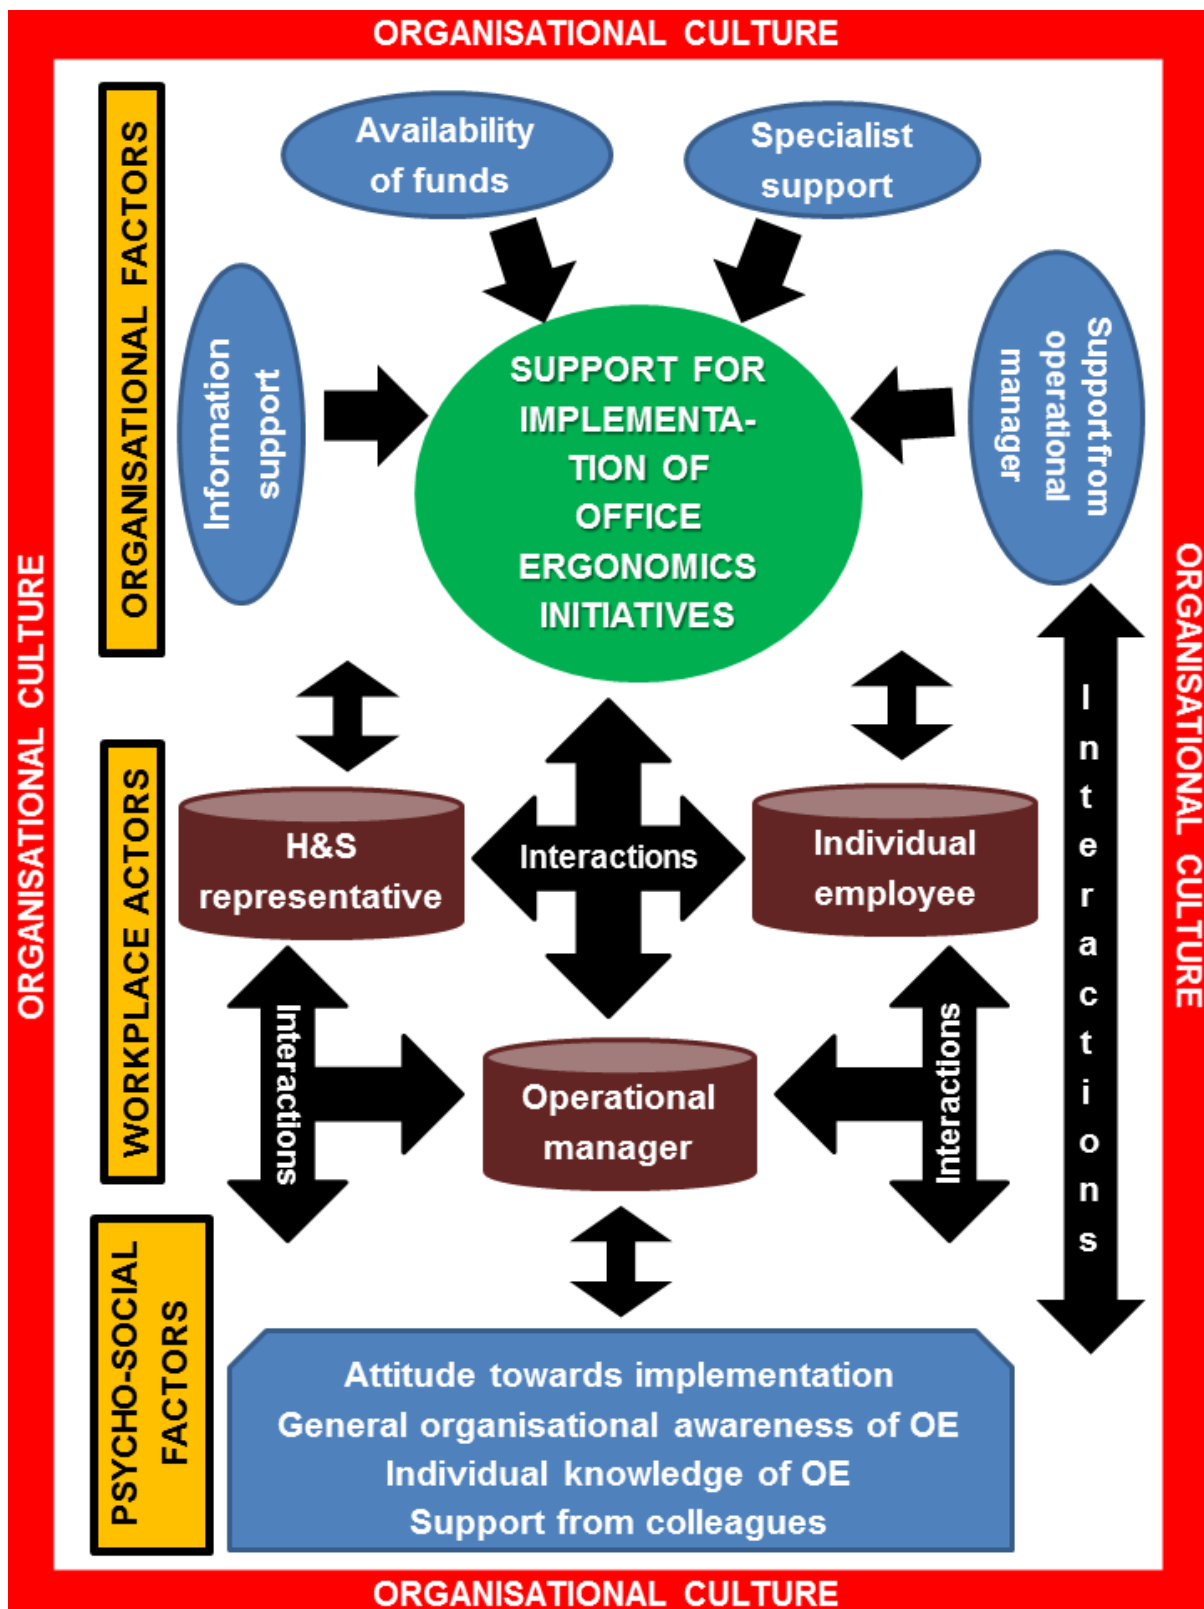 ORGANISATIONAL CULTURE
ORGANISATIONAL FACTORS
Availability
of funds
Specialist
support
Information
support
SUPPORT FOR
IMPLEMENTA-
TION OF
OFFICE
ERGONOMICS
INITIATIVES
Support from
operational
manager
ORGANISATIONAL CULTURE
ORGANISATIONAL CULTURE
WORKPLACE ACTORS
H&S
representative
Interactions
Individual
employee
Interactions
Interactions
Operational
manager
Interactions
PSYCHO-SOCIAL
FACTORS
Attitude towards implementation
General organisational awareness of OE
Individual knowledge of OE
Support from colleagues
ORGANISATIONAL CULTURE